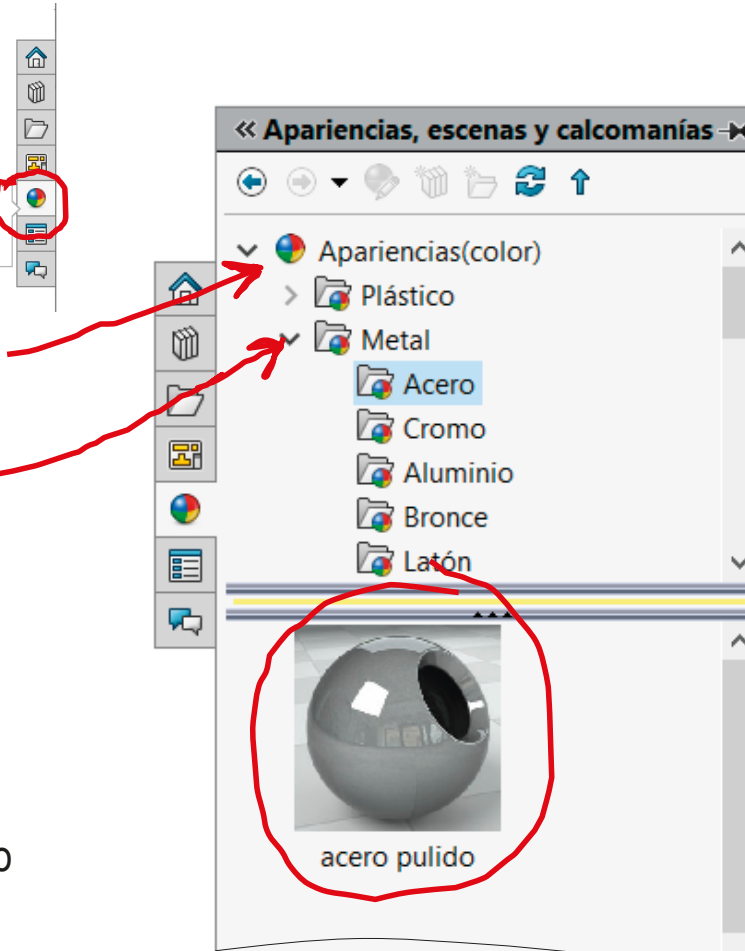 Apariencias, escenas y calcomanías
Apariencias(color)
Plástico
Metal
Acero
Cromo
Aluminio
Bronce
Latón
acero pulido
o